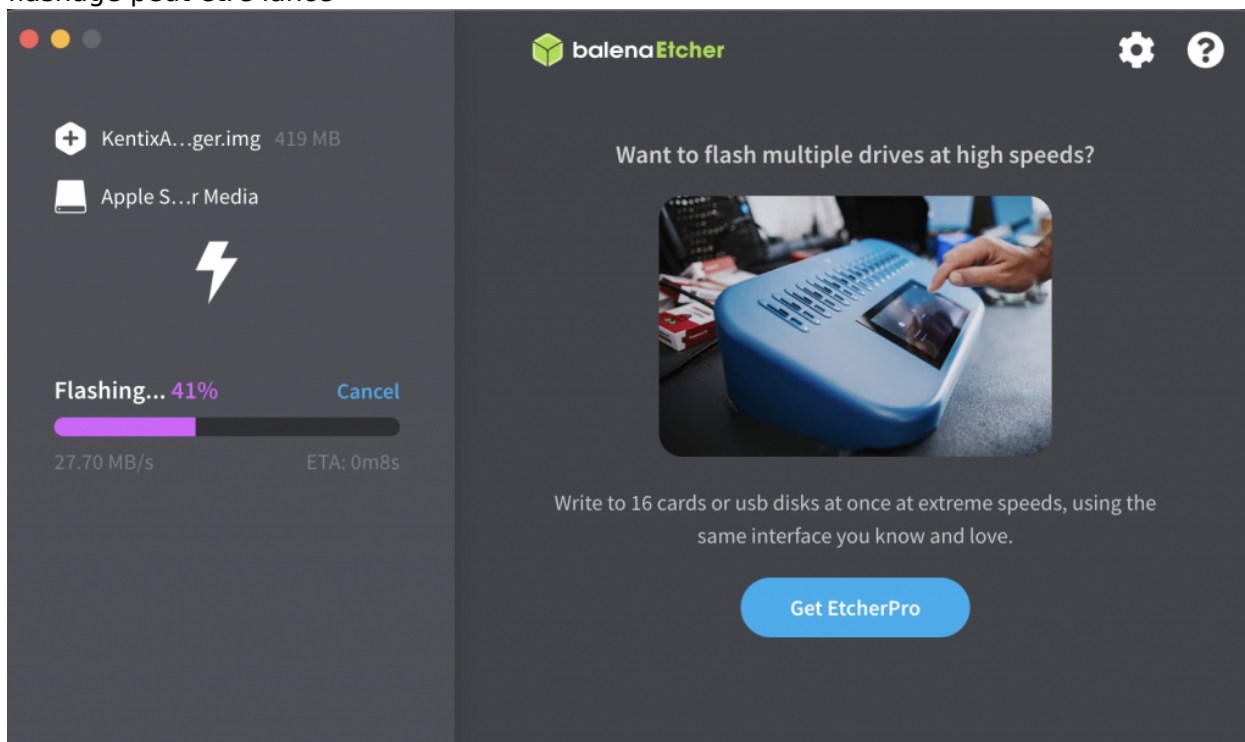 balenaEtcher
KentixA...ger.img 419 MB
Apple S...r Media
Flashing... 41% Cancel
27.70 MB/s ETA: 0m8s
Want to flash multiple drives at high speeds?
Write to 16 cards or usb disks at once at extreme speeds, using the
same interface you know and love.
Get EtcherPro